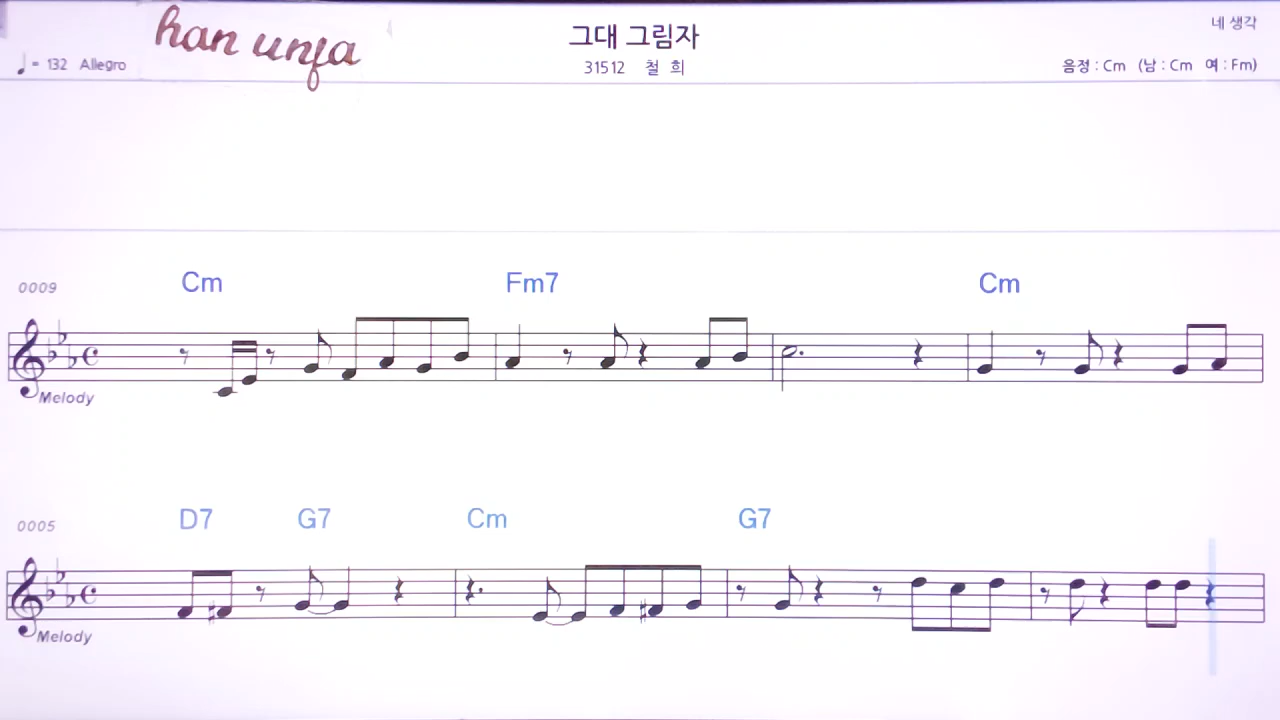 han unja
그대 그림자
네 생각
♩= 132 Allegro
31512 철 희
음정 : Cm (남 : Cm 여 : Fm)
0009
Cm Fm7 Cm
Melody
0005
D7 G7 Cm G7
Melody